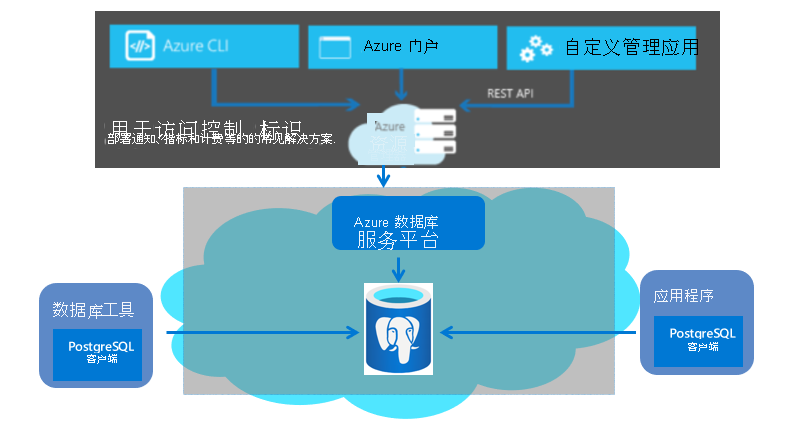 Azure CLI
Azure 门户
自定义管理应用
REST API
用于访问控制、标识、
部署通知、指标和计费等的的常见解决方案.
Azure
资源
Azure 数据库
服务平台
数据库工具
PostgreSQL
客户端
应用程序
PostgreSQL
客户端